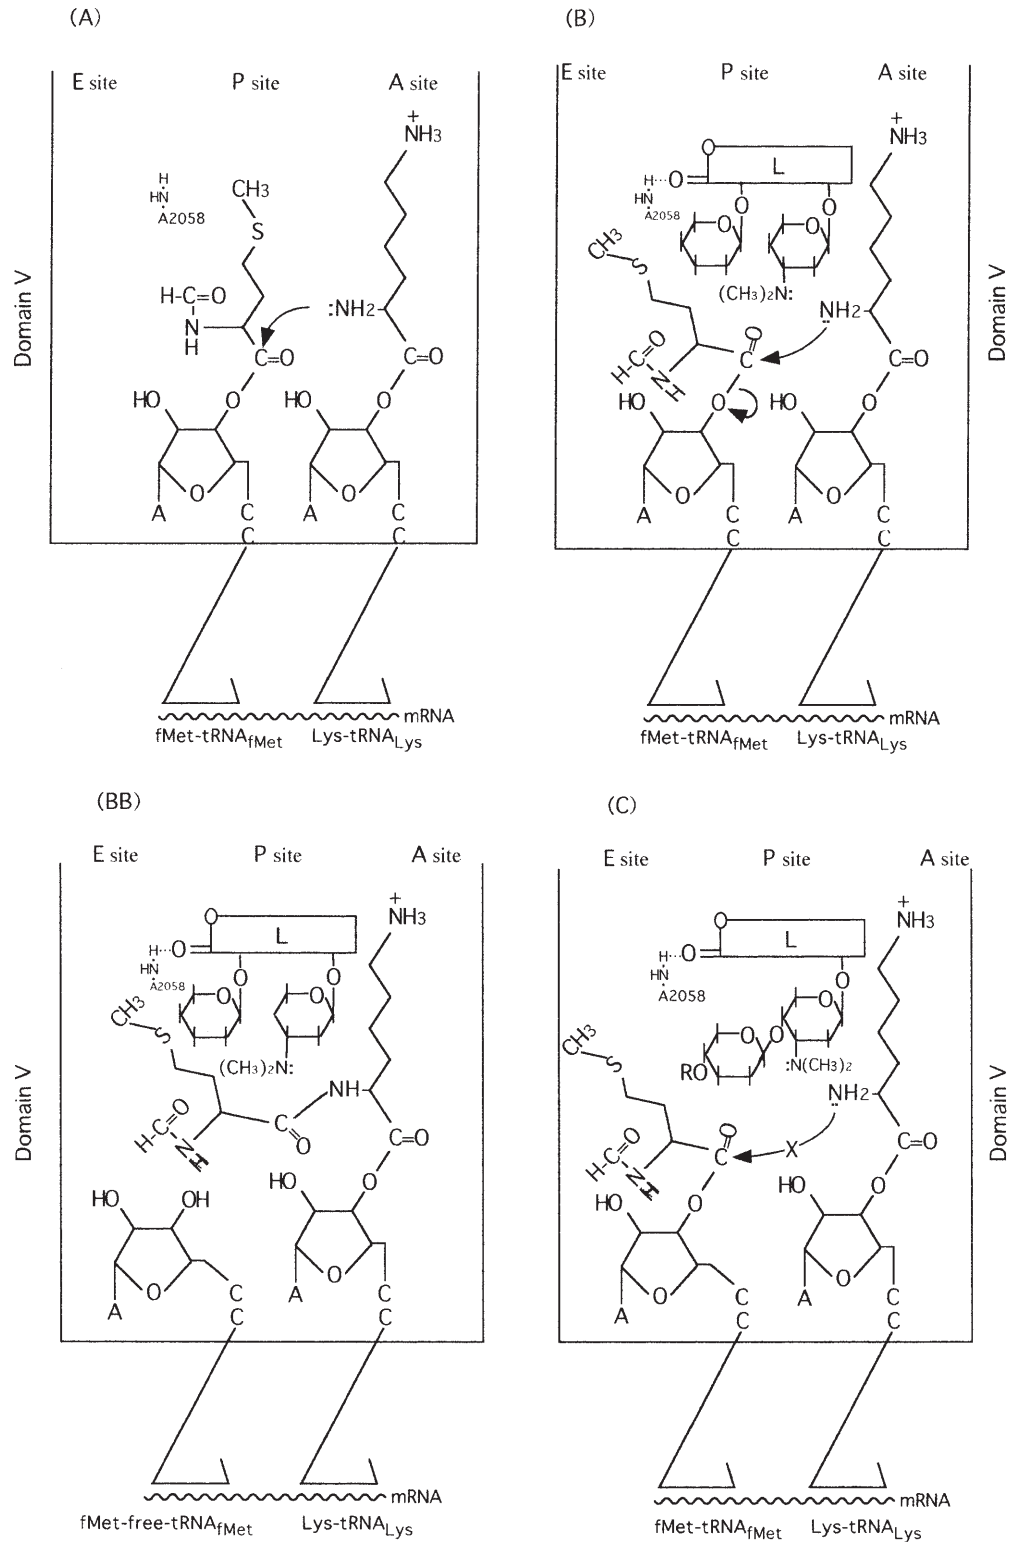 (A)
E site P site A site
+
NH3
H
HN
A2058
CH3
S
H-C=O
N
H
:NH2
C=O
C=O
HO
O
HO
O
O
O
A
C
C
A
C
C
Domain V
mRNA
fMet-tRNAfMet Lys-tRNALys
(B)
E site P site A site
+
NH3
O
L
H···O
HN
A2058
O
O
O
O
CH3
S
(CH3)2N:
NH2
O
C
C=O
H-C=O
N
H
HO
O
HO
O
O
O
A
C
C
A
C
C
Domain V
mRNA
fMet-tRNAfMet Lys-tRNALys
(BB)
E site P site A site
+
NH3
O
L
H···O
HN
A2058
O
O
O
O
CH3
S
(CH3)2N:
NH
C
O
C=O
H-C=O
N
H
HO
OH
HO
O
O
O
A
C
C
A
C
C
Domain V
mRNA
fMet-free-tRNAfMet Lys-tRNALys
(C)
E site P site A site
+
NH3
O
L
H···O
HN
A2058
O
O
O
O
RO
:N(CH3)2
CH3
S
NH2
O
C
X
C=O
H-C=O
N
H
HO
O
HO
O
O
O
A
C
C
A
C
C
Domain V
mRNA
fMet-tRNAfMet Lys-tRNALys